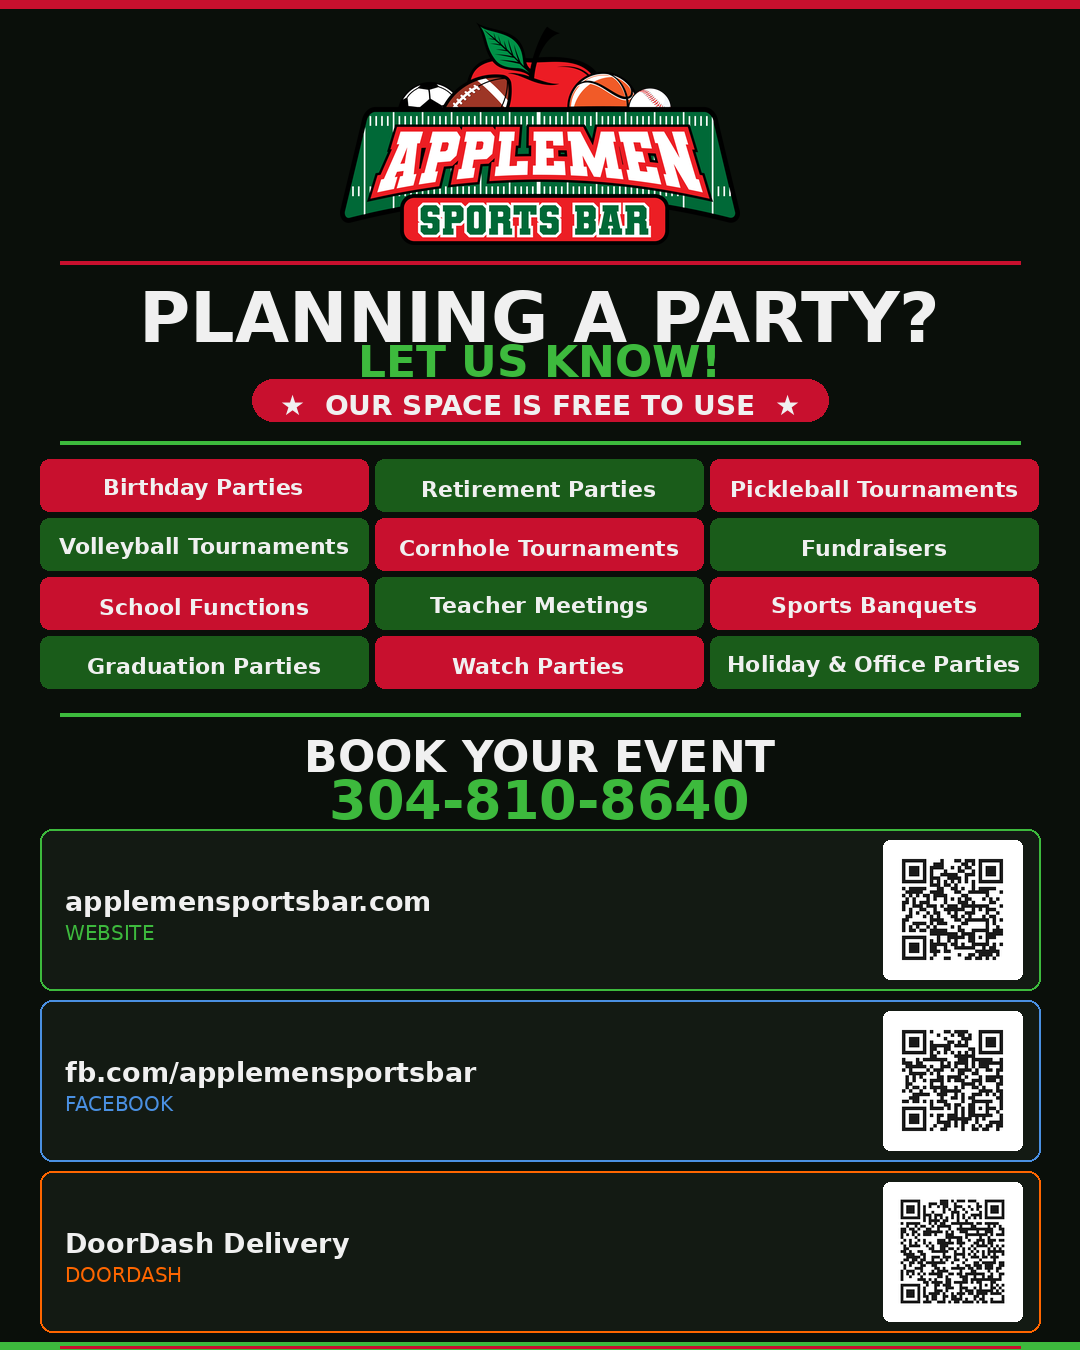 APPLEMEN
SPORTS BAR
PLANNING A PARTY?
LET US KNOW!
★ OUR SPACE IS FREE TO USE ★
Birthday Parties
Retirement Parties
Pickleball Tournaments
Volleyball Tournaments
Cornhole Tournaments
Fundraisers
School Functions
Teacher Meetings
Sports Banquets
Graduation Parties
Watch Parties
Holiday & Office Parties
BOOK YOUR EVENT
304-810-8640
applemensportsbar.com
WEBSITE
fb.com/applemensportsbar
FACEBOOK
DoorDash Delivery
DOORDASH